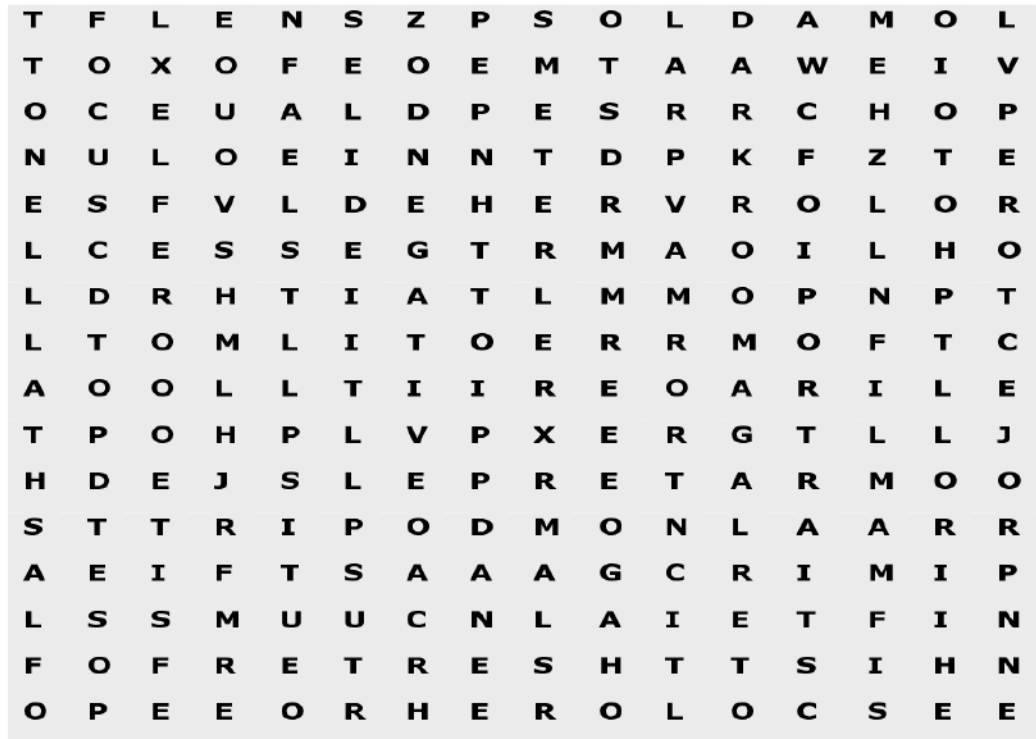 T F L E N S Z P S O L D A M O L
T O X O F E O E M T A A W E I V
O C E U A L D P E S R R C H O P
N U L O E I N N T D P K F Z T E
E S F V L D E H E R V R O L O R
L C E S S E G T R M A O I L H O
L D R H T I A T L M M O P N P T
L T O M L I T O E R R M O F T C
A O O L L T I I R E O A R I L E
T P O H P L V P X E R G T L L J
H D E J S L E P R E T A R M O O
S T T R I P O D M O N L A A R R
A E I F T S A A A G C R I M I P
L S S M U U C N L A I E T F I N
F O F R E T R E S H T T S I H N
O P E E O R H E R O L O C S E E